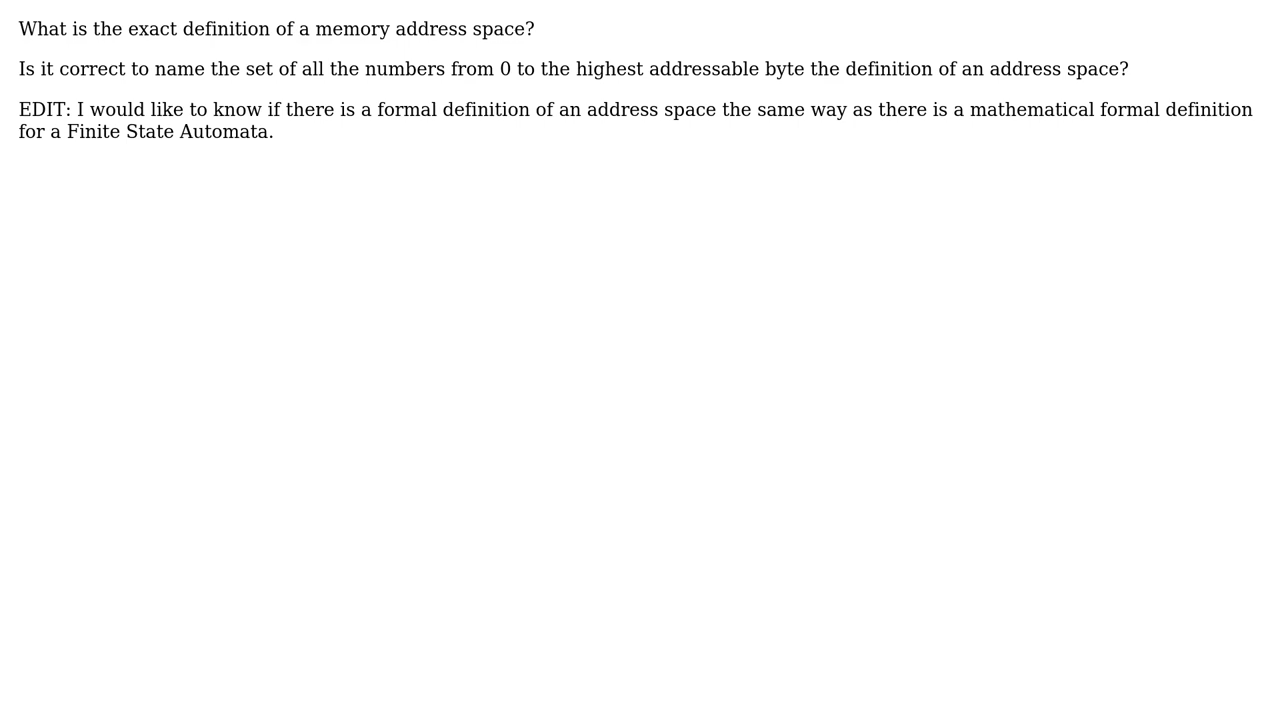 What is the exact definition of a memory address space?
Is it correct to name the set of all the numbers from 0 to the highest addressable byte the definition of an address space?
EDIT: I would like to know if there is a formal definition of an address space the same way as there is a mathematical formal definition
for a Finite State Automata.